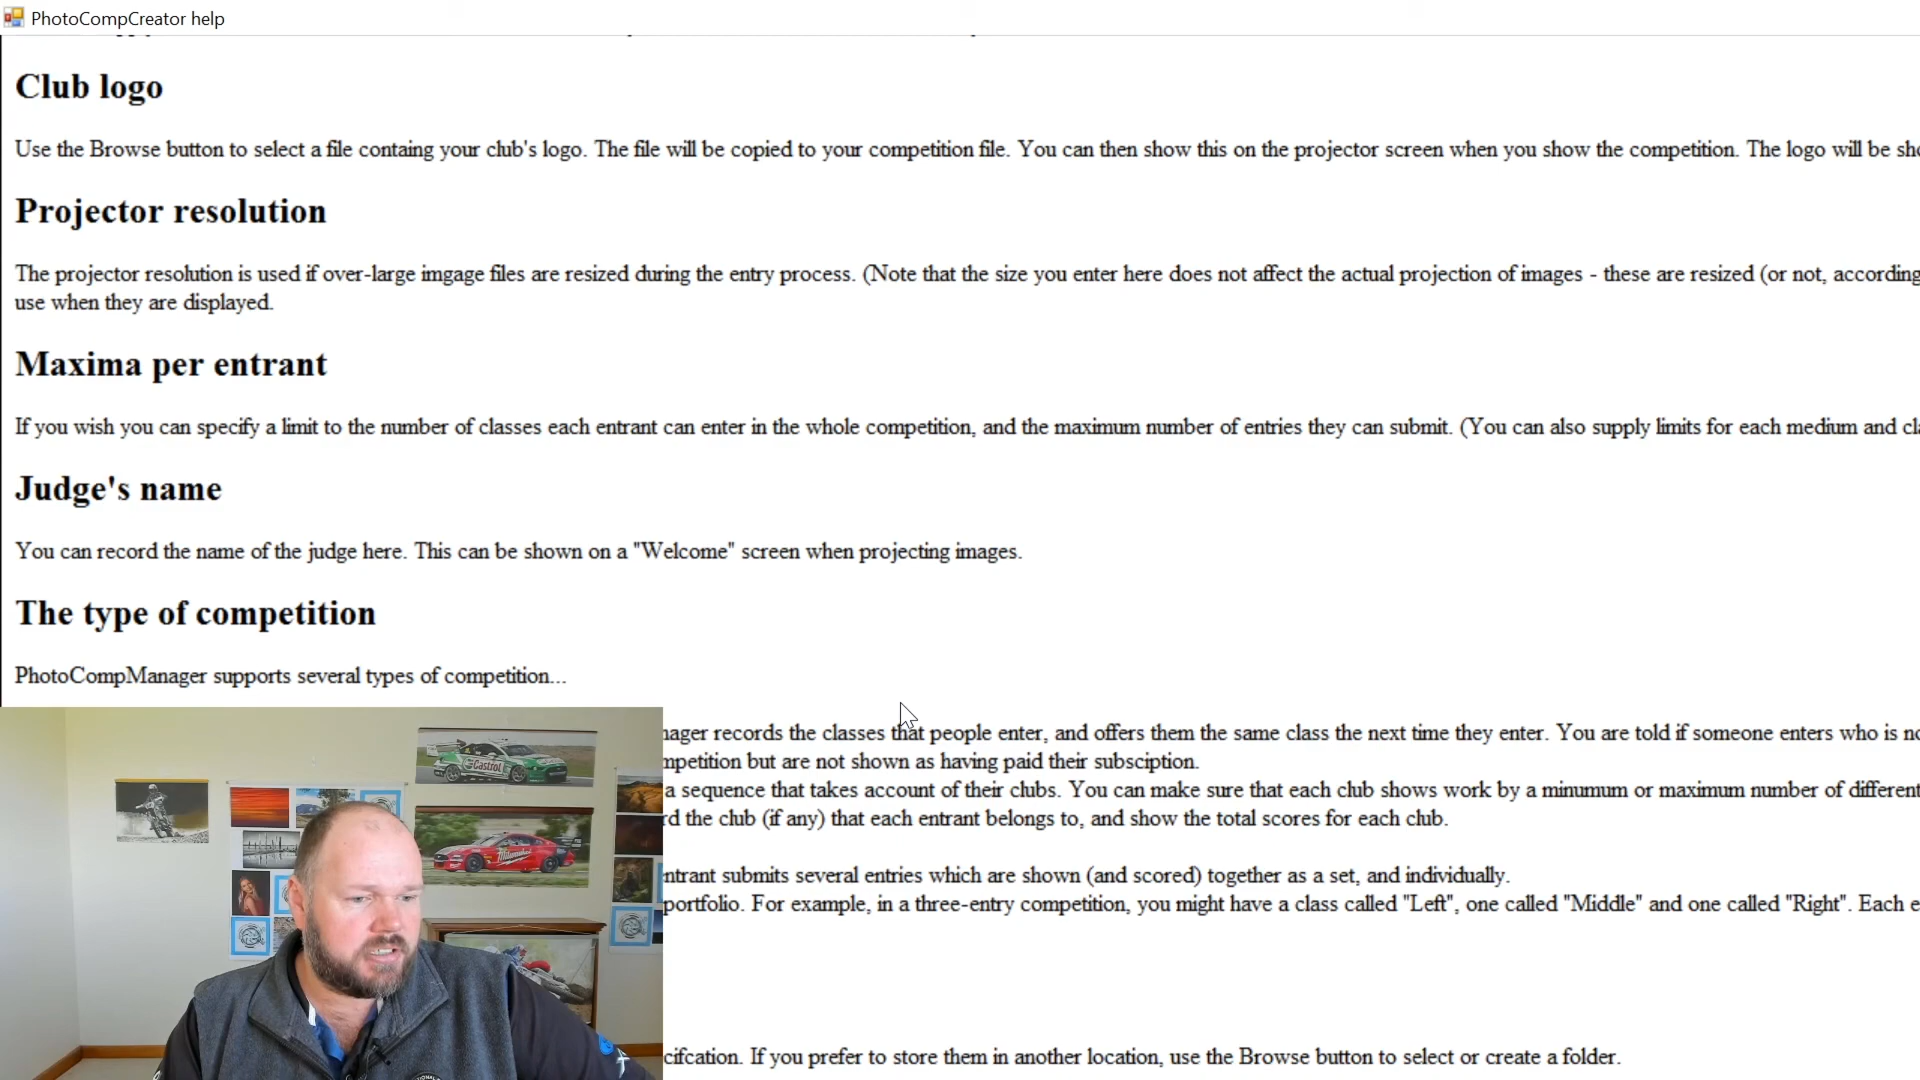 PhotoCompCreator help
Club logo
Use the Browse button to select a file containg your club's logo. The file will be copied to your competition file. You can then show this on the projector screen when you show the competition. The logo will be
Projector resolution
The projector resolution is used if over-large imgage files are resized during the entry process. (Note that the size you enter here does not affect the actual projection of images - these are resized (or not, according
use when they are displayed.
Maxima per entrant
If you wish you can specify a limit to the number of classes each entrant can enter in the whole competition, and the maximum number of entries they can submit. (You can also supply limits for each medium and
Judge's name
You can record the name of the judge here. This can be shown on a "Welcome" screen when projecting images.
The type of competition
PhotoCompManager supports several types of competition...
records the classes that people enter, and offers them the same class the next time they enter. You are told if someone enters who is
but are not shown as having paid their subsciption.
a sequence that takes account of their clubs. You can make sure that each club shows work by a minumum or maximum number of different
the club (if any) that each entrant belongs to, and show the total scores for each club.
submits several entries which are shown (and scored) together as a set, and individually.
portfolio. For example, in a three-entry competition, you might have a class called "Left", one called "Middle" and one called "Right". Each
If you prefer to store them in another location, use the Browse button to select or create a folder.
Castrol